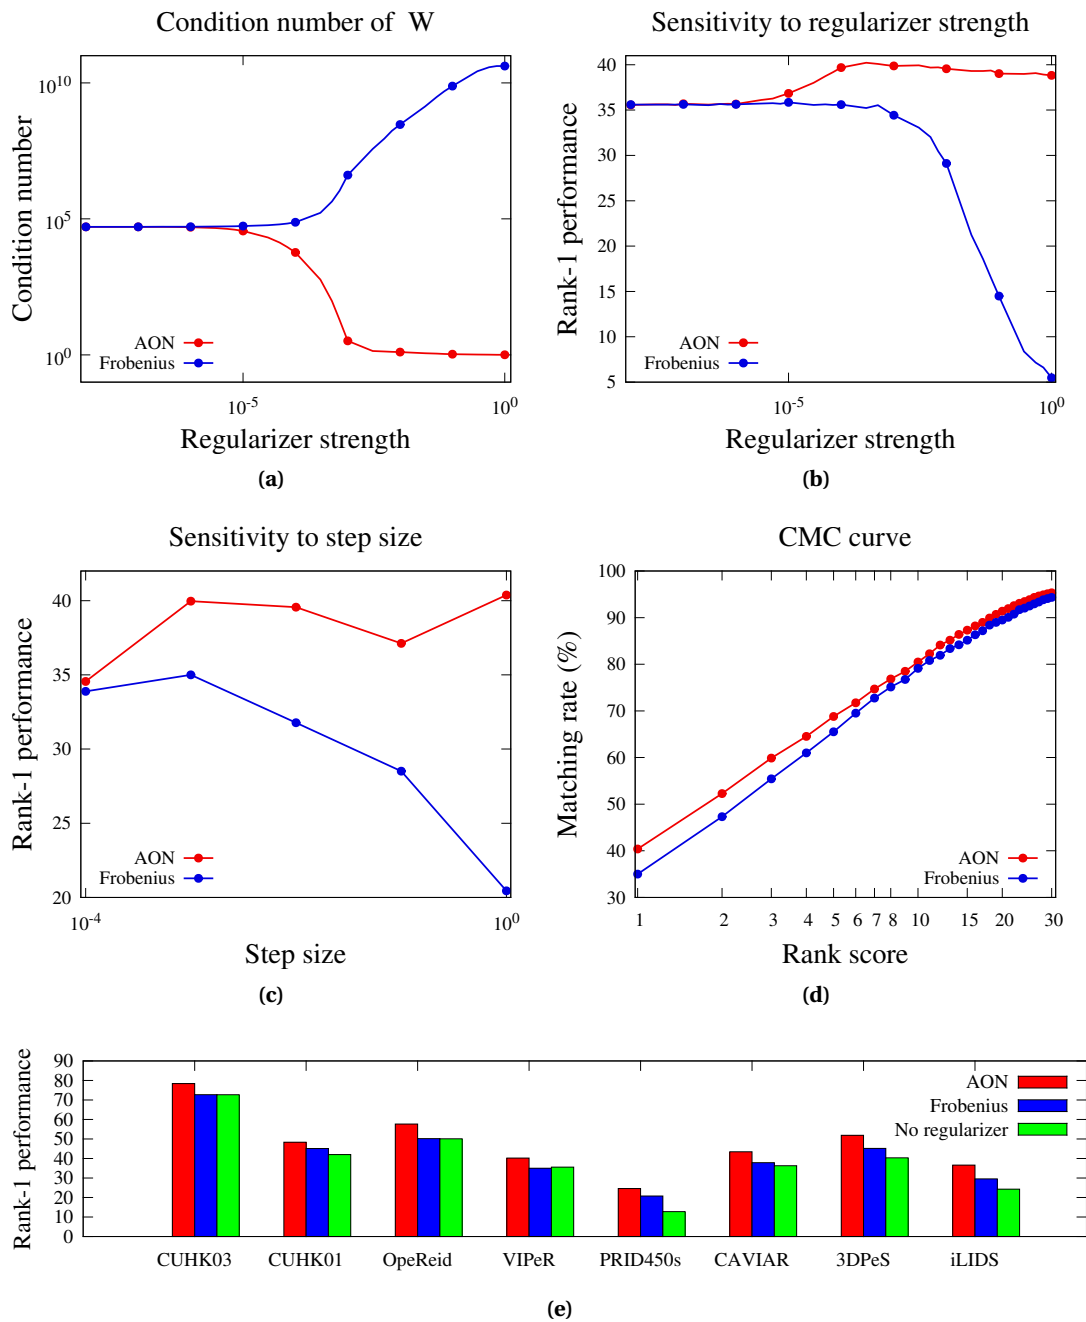 Condition number of W
Condition number
10^10
10^5
10^0
AON
Frobenius
10^-5
10^0
Regularizer strength
(a)
Sensitivity to regularizer strength
Rank-1 performance
40
35
30
25
20
15
10
5
AON
Frobenius
10^-5
10^0
Regularizer strength
(b)
Sensitivity to step size
Rank-1 performance
40
35
30
25
20
AON
Frobenius
10^-4
10^0
Step size
(c)
CMC curve
Matching rate (%)
100
90
80
70
60
50
40
30
AON
Frobenius
1 2 3 4 5 6 7 8 10 15 20 30
Rank score
(d)
Rank-1 performance
90
80
70
60
50
40
30
20
10
0
AON
Frobenius
No regularizer
CUHK03 CUHK01 OpeReid VIPeR PRID450s CAVIAR 3DPeS iLIDS
(e)